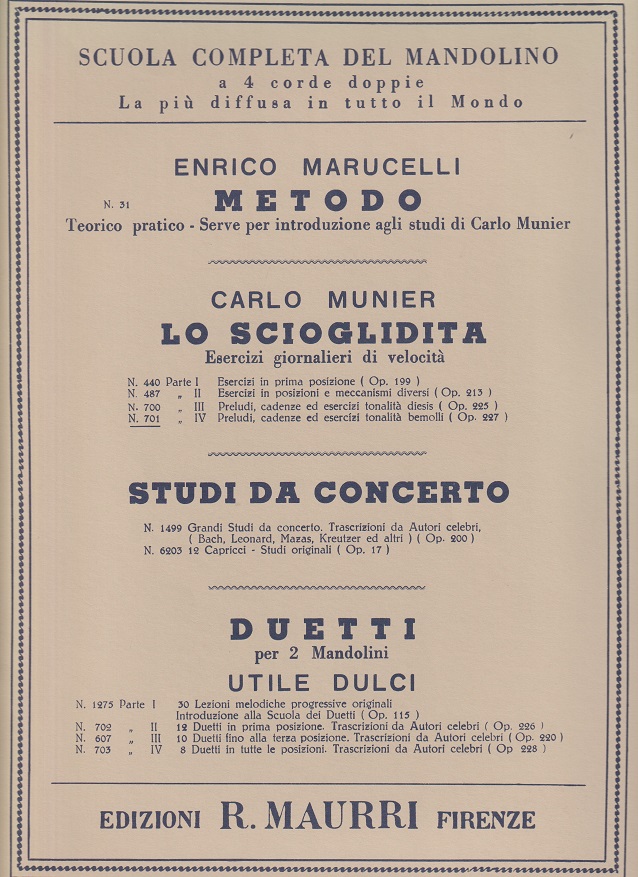 SCUOLA COMPLETA DEL MANDOLINO
a 4 corde doppie
La più diffusa in tutto il Mondo
ENRICO MARUCELLI
N. 31 METODO
Teorico pratico - Serve per introduzione agli studi di Carlo Munier
CARLO MUNIER
LO SCIOGLIDITA
Esercizi giornalieri di velocità
N. 440 Parte I Esercizi in prima posizione ( Op. 199 )
N. 487 „ II Esercizi in posizioni e meccanismi diversi ( Op. 213 )
N. 700 „ III Preludi, cadenze ed esercizi tonalità diesis ( Op. 225 )
N. 701 „ IV Preludi, cadenze ed esercizi tonalità bemolli ( Op. 227 )
STUDI DA CONCERTO
N. 1499 Grandi Studi da concerto. Trascrizioni da Autori celebri,
( Bach, Leonard, Mazas, Kreutzer ed altri ) ( Op. 200 )
N. 6203 12 Capricci - Studi originali ( Op. 17 )
DUETTI
per 2 Mandolini
UTILE DULCI
N. 1275 Parte I 30 Lezioni melodiche progressive originali
Introduzione alla Scuola dei Duetti ( Op. 115 )
N. 702 „ II 12 Duetti in prima posizione. Trascrizioni da Autori celebri ( Op. 226 )
N. 607 „ III 10 Duetti fino alla terza posizione. Trascrizioni da Autori celebri ( Op. 220 )
N. 703 „ IV 8 Duetti in tutte le posizioni. Trascrizioni da Autori celebri ( Op 228 )
EDIZIONI R. MAURRI FIRENZE